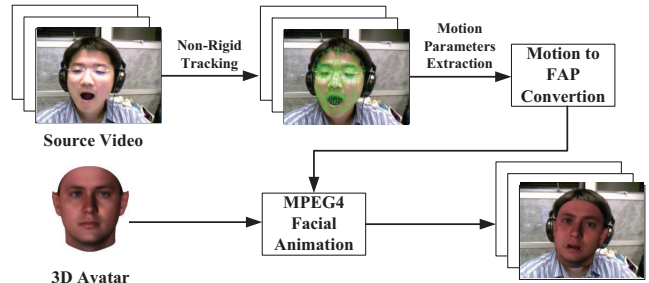 Non-Rigid
Tracking
Motion
Parameters
Extraction
Motion to
FAP
Convertion
Source Video
MPEG4
Facial
Animation
3D Avatar